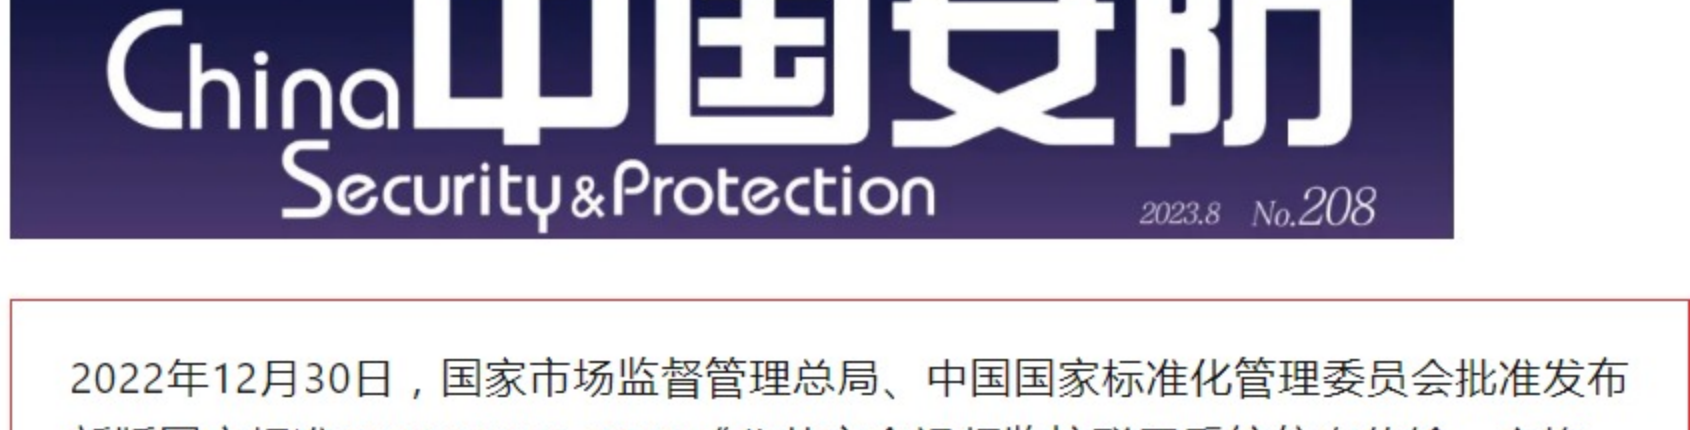 China中国安防
Security&Protection
2023.8 No.208
2022年12月30日，国家市场监督管理总局、中国国家标准化管理委员会批准发布